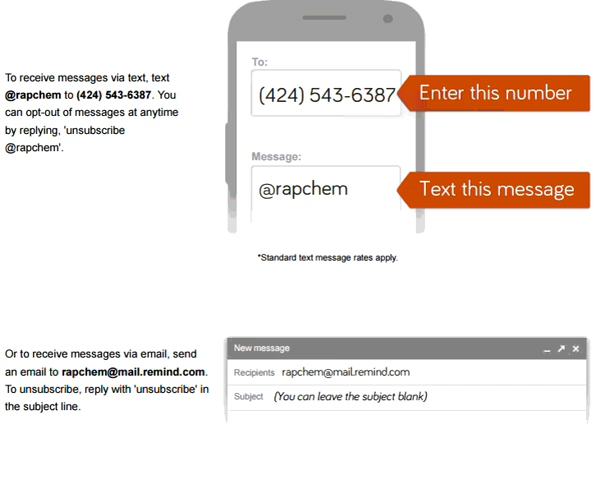 To receive messages via text, text
@rapchem to (424) 543-6387. You
can opt-out of messages at anytime
by replying, 'unsubscribe
@rapchem'.
To:
(424) 543-6387
Enter this number
Message:
@rapchem
Text this message
*Standard text message rates apply.
Or to receive messages via email, send
an email to rapchem@mail.remind.com.
To unsubscribe, reply with 'unsubscribe' in
the subject line.
New message
Recipients rapchem@mail.remind.com
Subject (You can leave the subject blank)